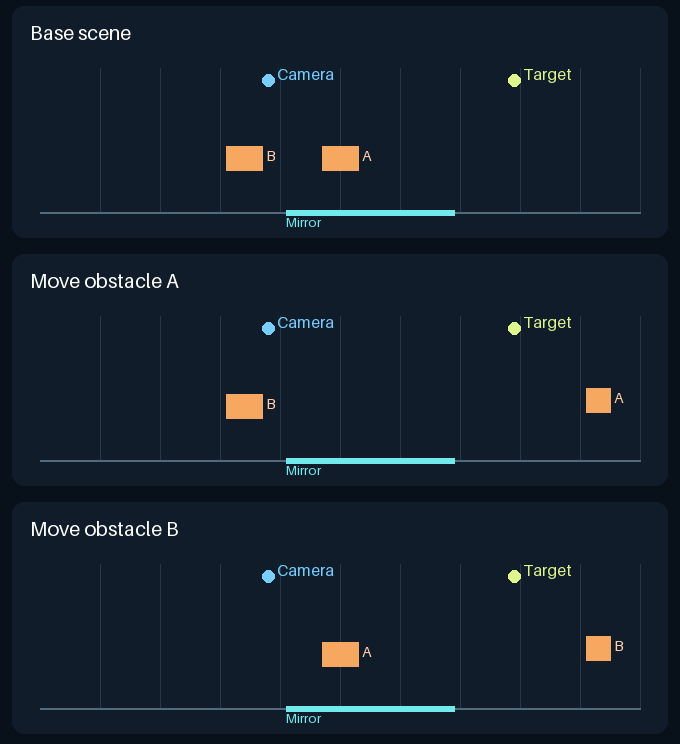 Base scene
Camera
Target
B
A
Mirror
Move obstacle A
Camera
Target
B
A
Mirror
Move obstacle B
Camera
Target
A
B
Mirror